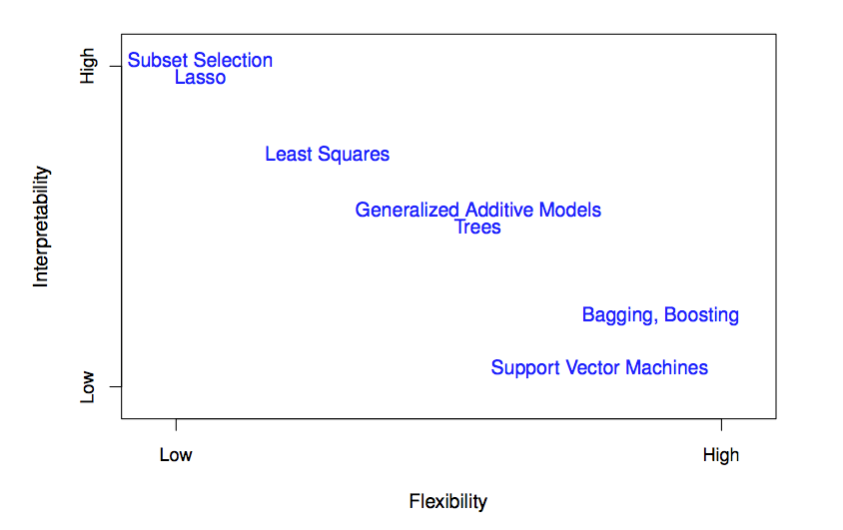 High
Subset Selection
Lasso
Least Squares
Interpretability
Generalized Additive Models
Trees
Bagging, Boosting
Support Vector Machines
Low
Low
High
Flexibility